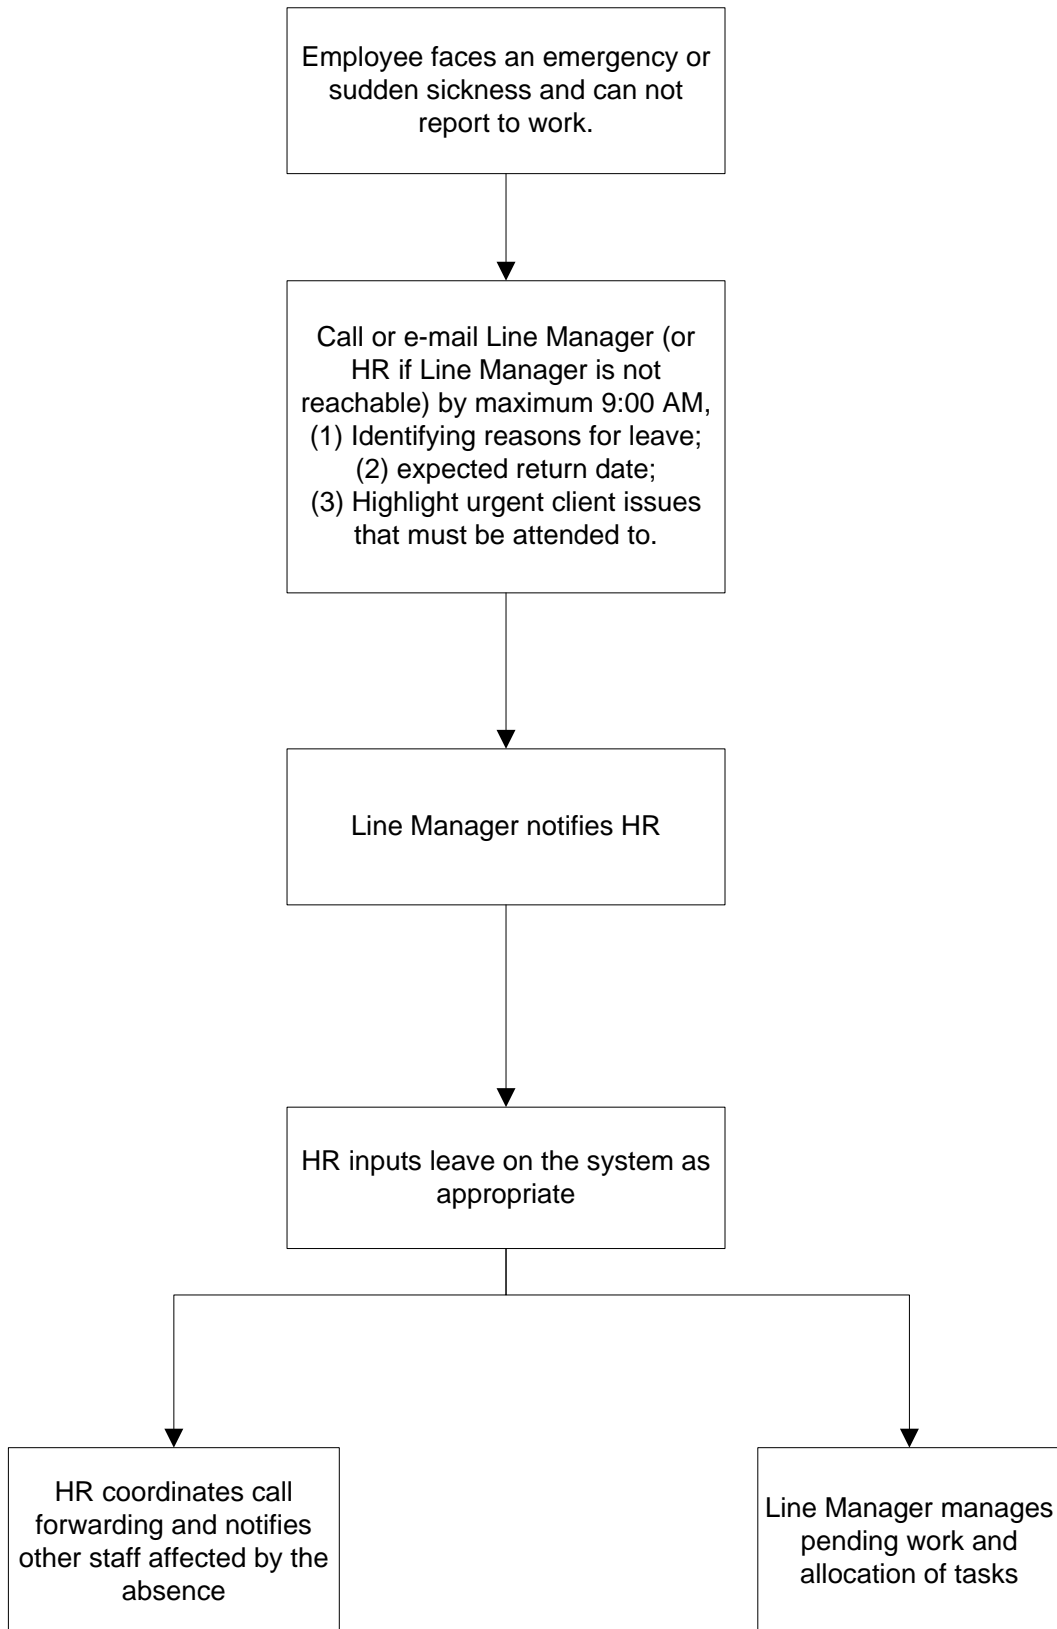 Employee faces an emergency or
sudden sickness and can not
report to work.
Call or e-mail Line Manager (or
HR if Line Manager is not
reachable) by maximum 9:00 AM,
(1) Identifying reasons for leave;
(2) expected return date;
(3) Highlight urgent client issues
that must be attended to.
Line Manager notifies HR
HR inputs leave on the system as
appropriate
HR coordinates call
forwarding and notifies
other staff affected by the
absence
Line Manager manages
pending work and
allocation of tasks